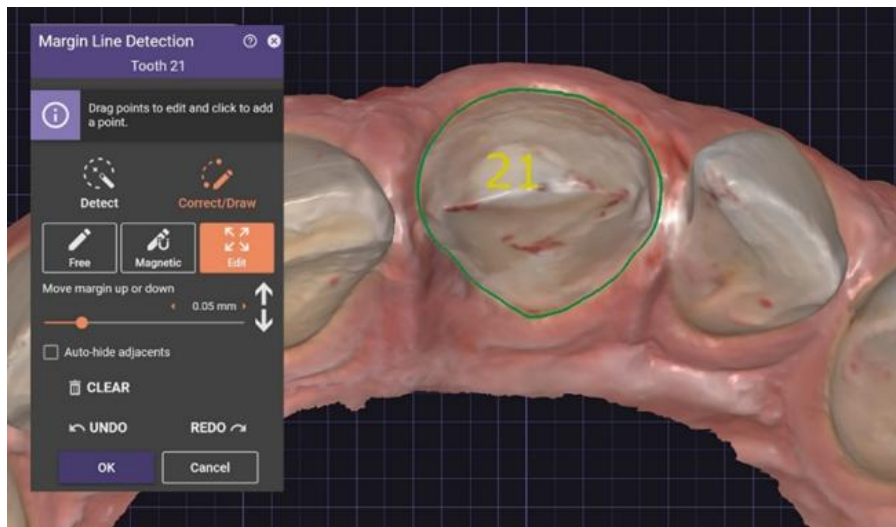 Margin Line Detection
Tooth 21
Drag points to edit and click to add
a point.
Detect
Correct/Draw
Free
Magnetic
Edit
Move margin up or down
0.05 mm
Auto-hide adjacents
CLEAR
UNDO
REDO
OK
Cancel
21